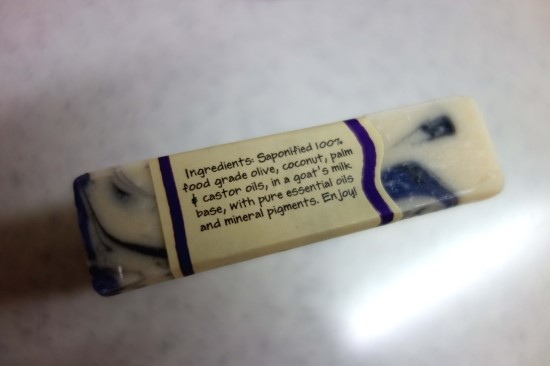 Ingredients: Saponified 100%
food grade olive, coconut, palm
& castor oils, in a goat's milk
base, with pure essential oils
and mineral pigments. Enjoy!